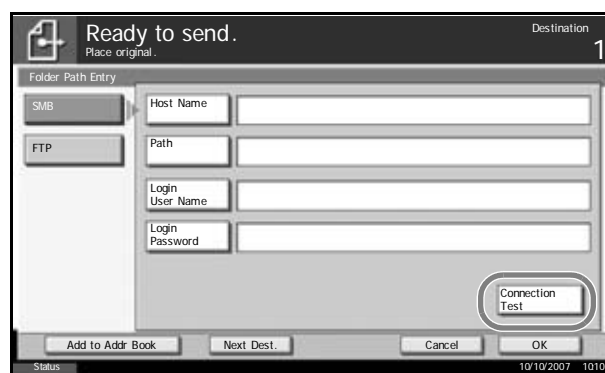 Ready to send.
Destination
Place original.
1
Folder Path Entry
SMB
Host Name
FTP
Path
Login
User Name
Login
Password
Connection
Test
Add to Addr Book
Next Dest.
Cancel
OK
Status
10/10/2007 1010